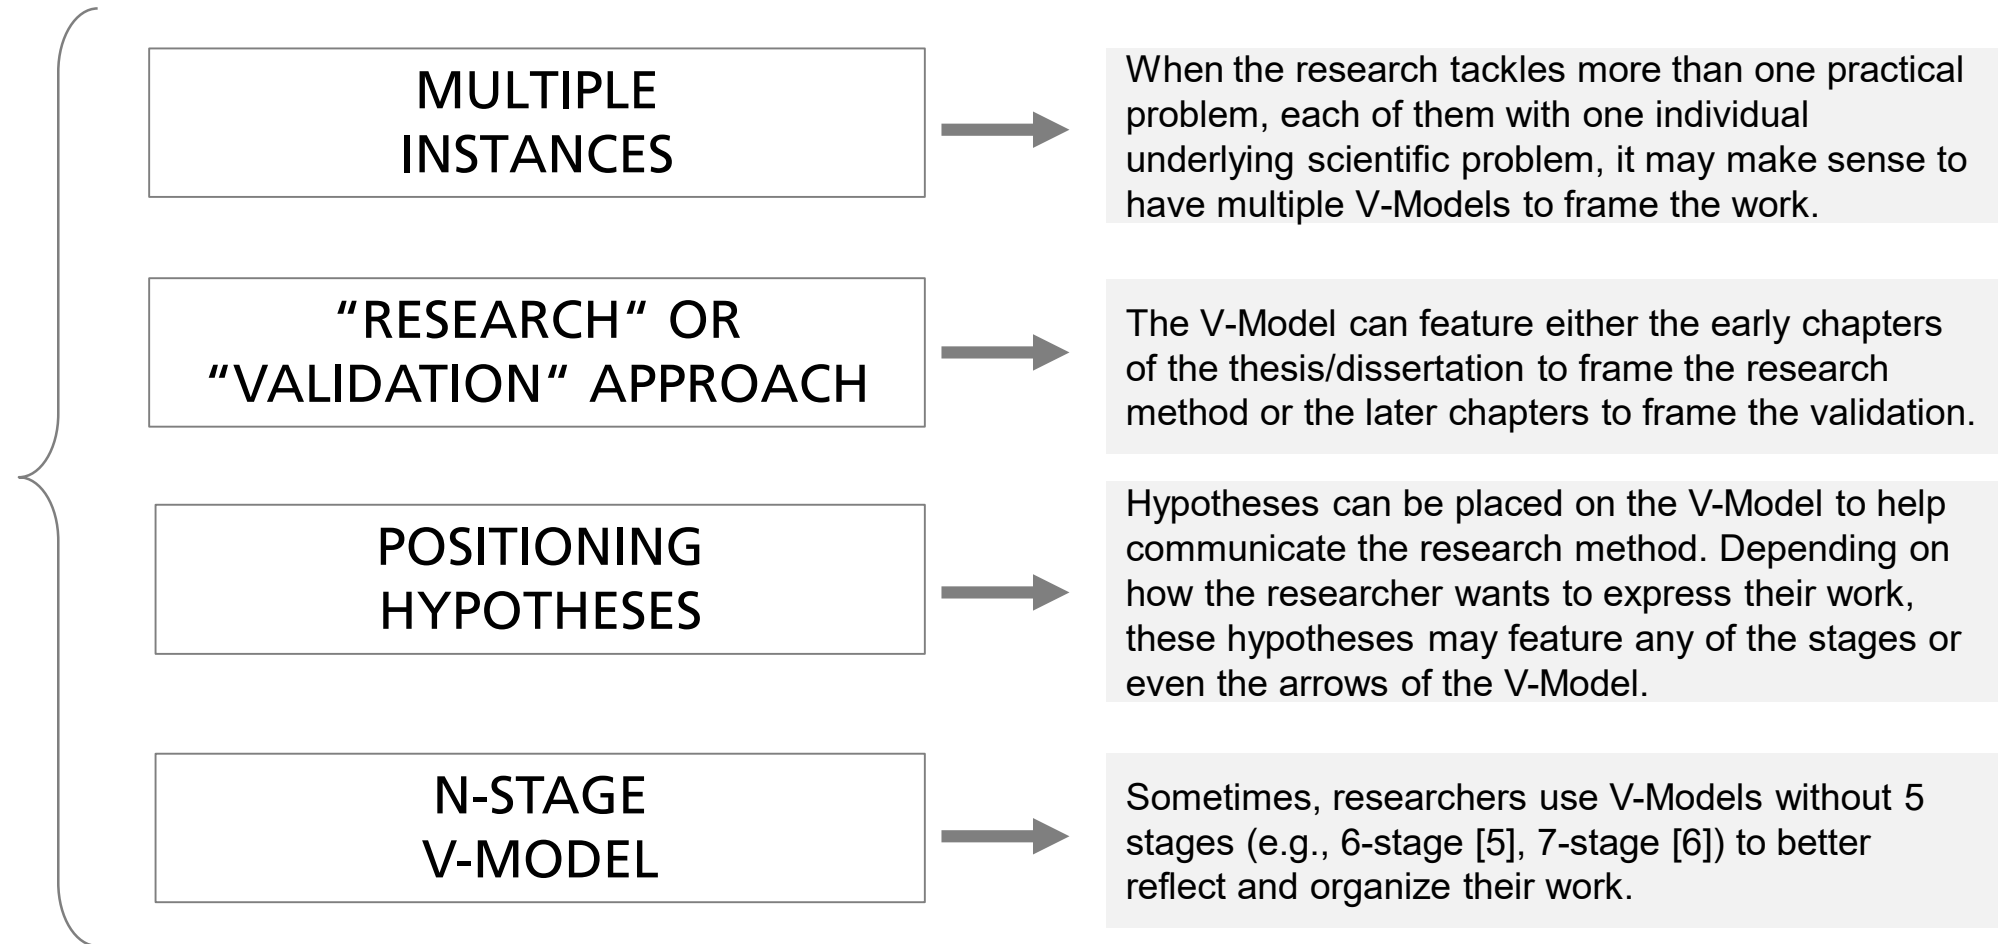 MULTIPLE
INSTANCES
When the research tackles more than one practical
problem, each of them with one individual
underlying scientific problem, it may make sense to
have multiple V-Models to frame the work.
“RESEARCH“ OR
“VALIDATION“ APPROACH
The V-Model can feature either the early chapters
of the thesis/dissertation to frame the research
method or the later chapters to frame the validation.
POSITIONING
HYPOTHESES
Hypotheses can be placed on the V-Model to help
communicate the research method. Depending on
how the researcher wants to express their work,
these hypotheses may feature any of the stages or
even the arrows of the V-Model.
N-STAGE
V-MODEL
Sometimes, researchers use V-Models without 5
stages (e.g., 6-stage [5], 7-stage [6]) to better
reflect and organize their work.